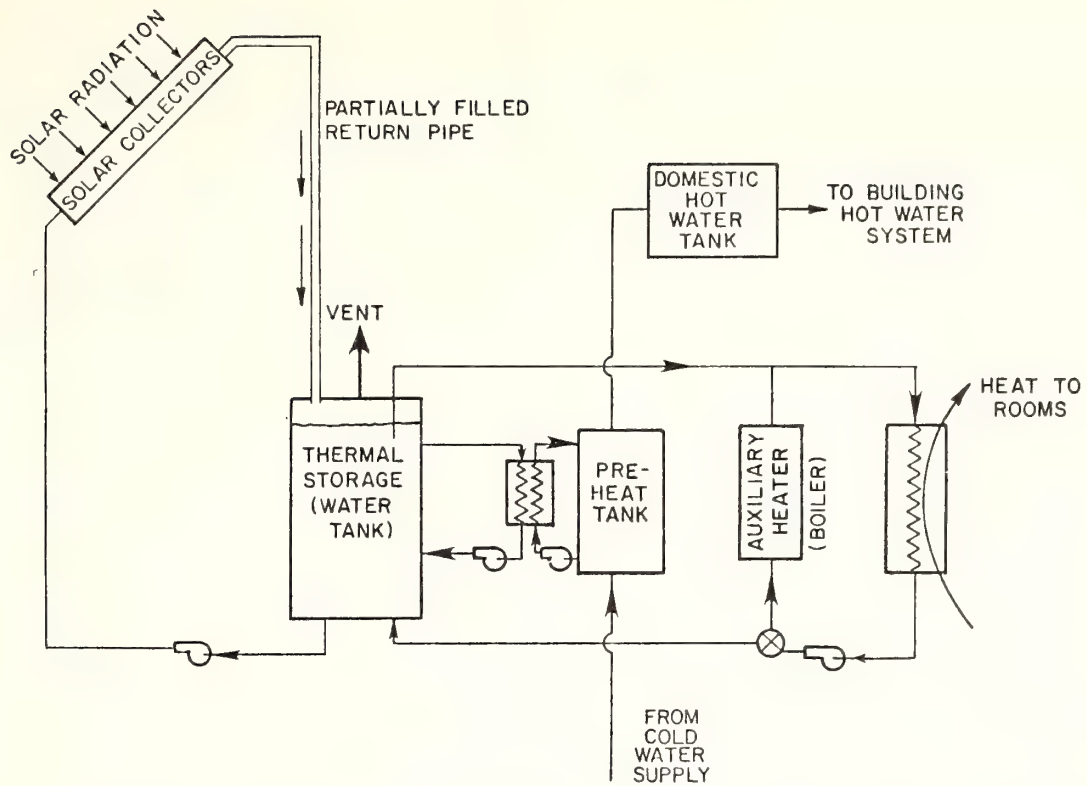 SOLAR RADIATION
SOLAR COLLECTORS
PARTIALLY FILLED
RETURN PIPE
DOMESTIC
HOT
WATER
TANK
TO BUILDING
HOT WATER
SYSTEM
VENT
THERMAL
STORAGE
(WATER
TANK)
PRE-
HEAT
TANK
AUXILIARY
HEATER
(BOILER)
HEAT TO
ROOMS
FROM
COLD
WATER
SUPPLY